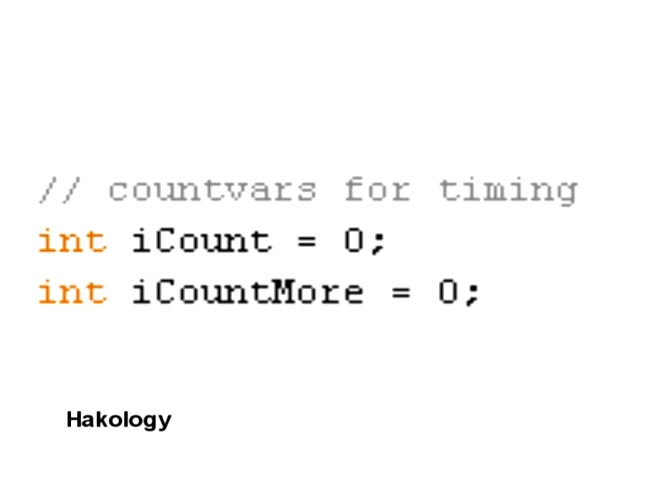 // countvars for timing
int iCount = 0;
int iCountMore = 0;
Hakology